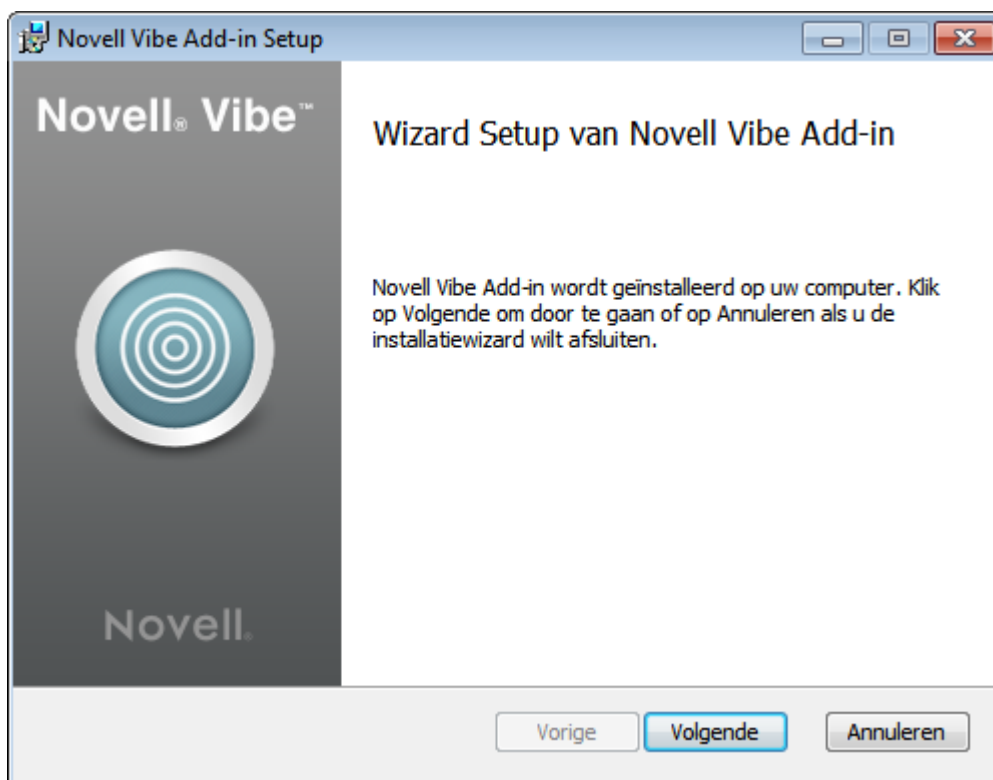 Novell Vibe Add-in Setup
Novell® Vibe™
Wizard Setup van Novell Vibe Add-in
Novell Vibe Add-in wordt geïnstalleerd op uw computer. Klik
op Volgende om door te gaan of op Annuleren als u de
installatiewizard wilt afsluiten.
Novell®
Vorige
Volgende
Annuleren